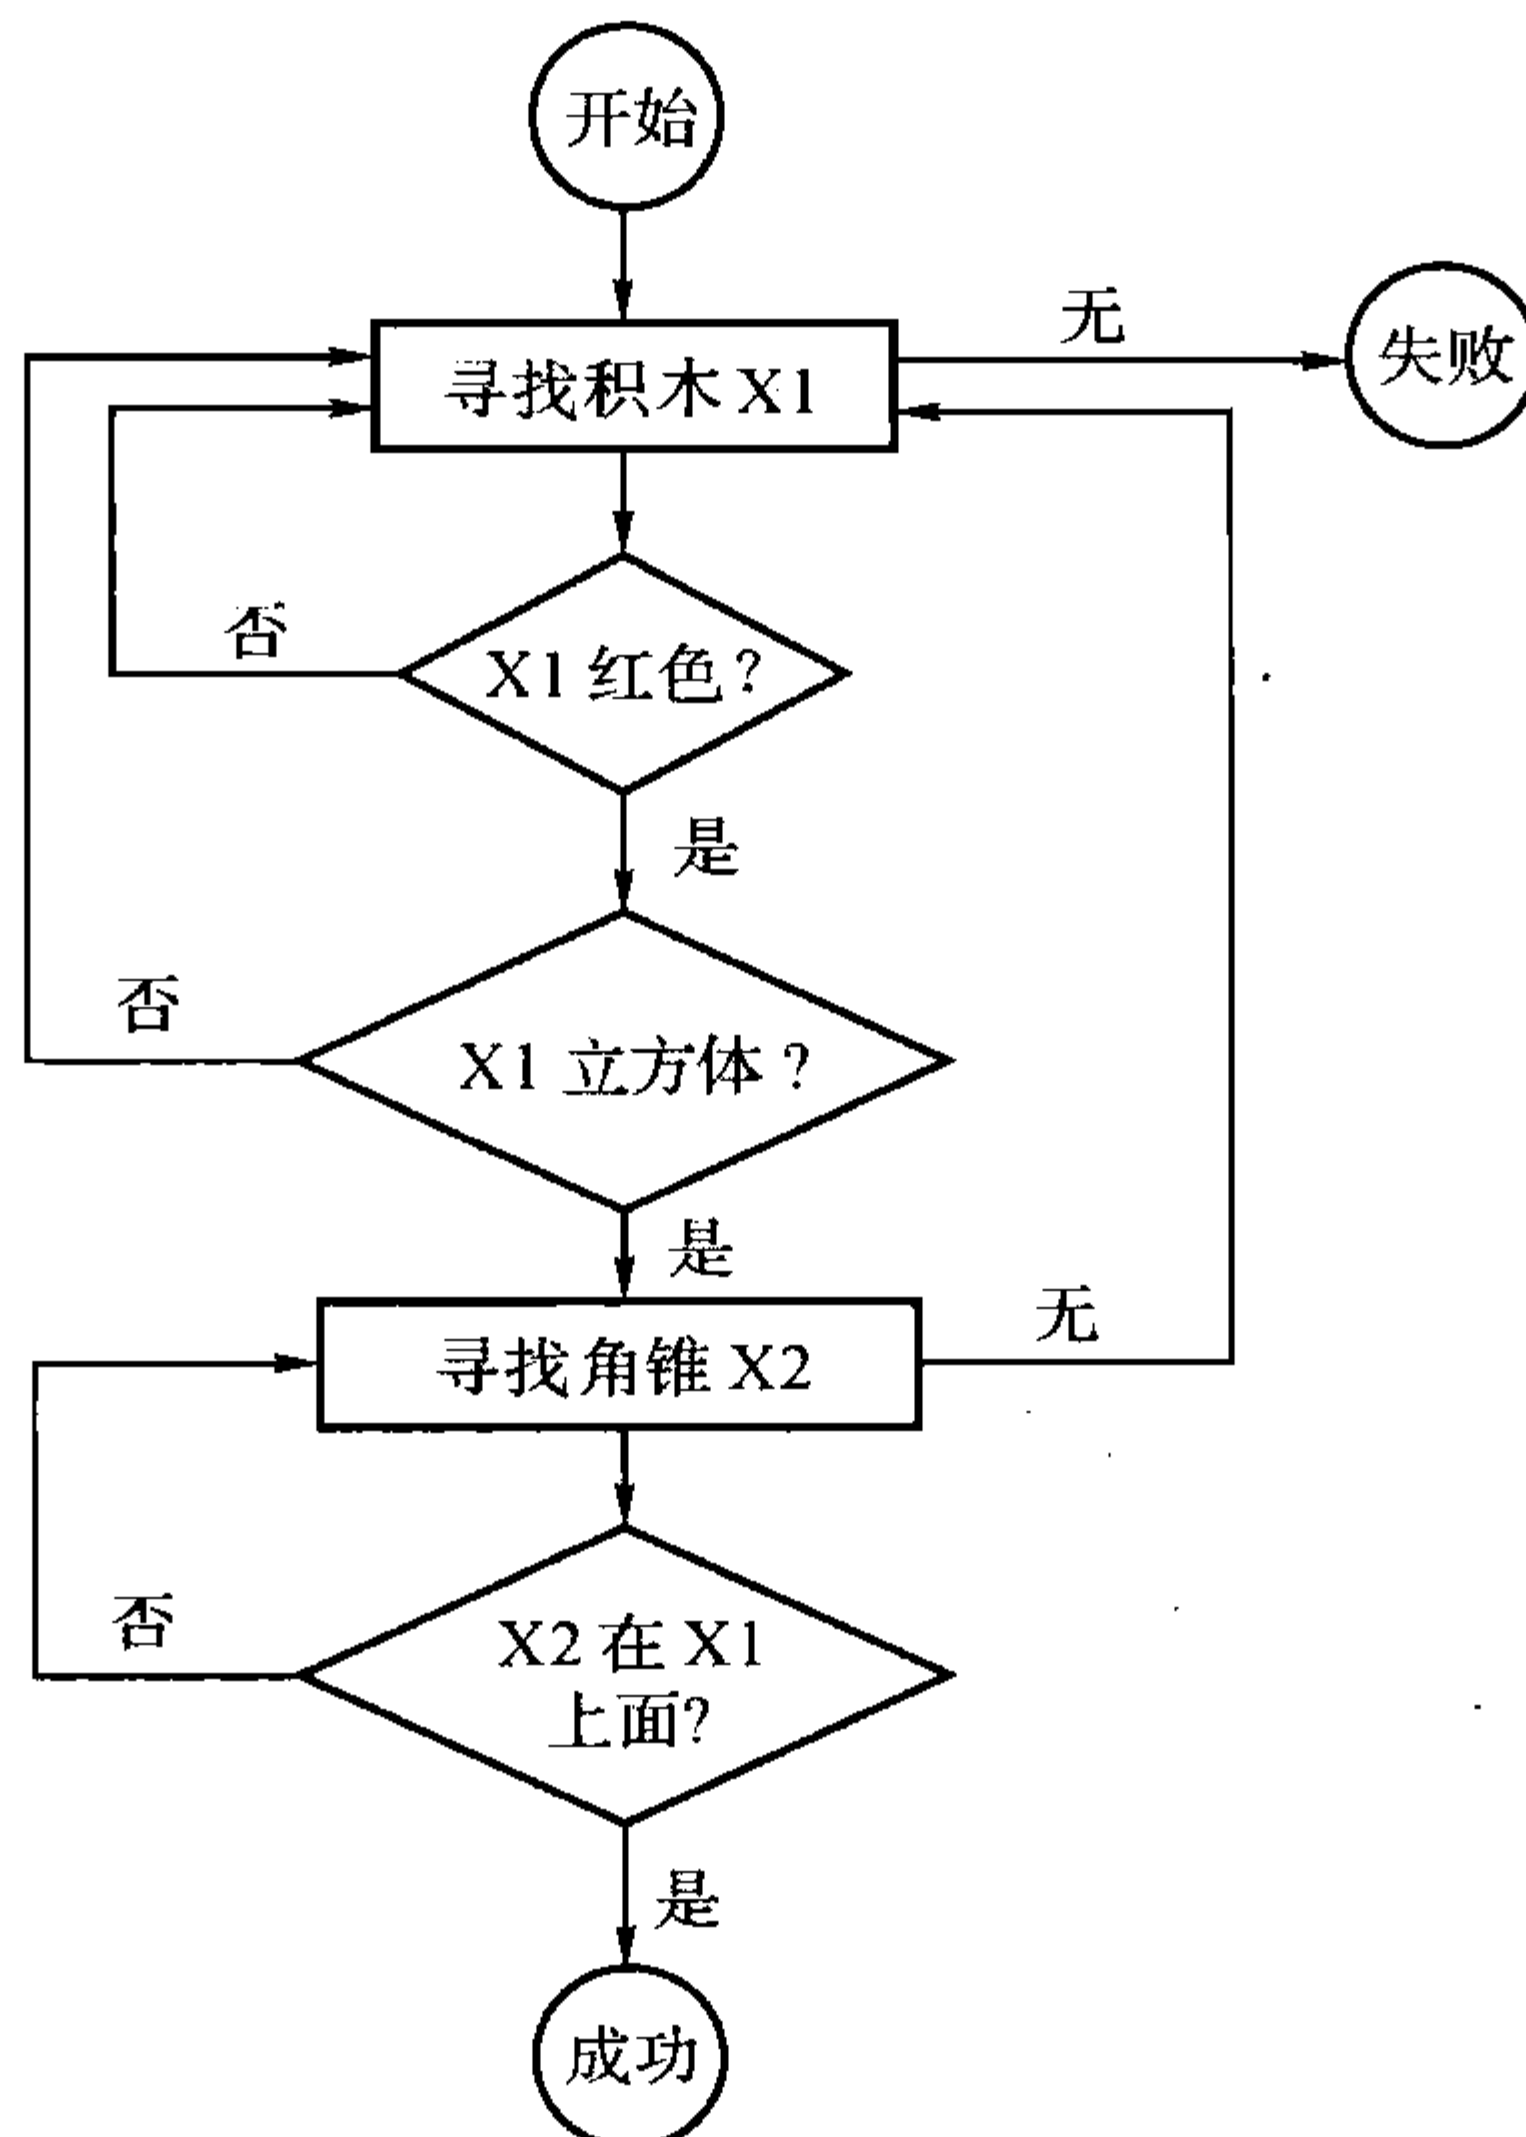 开始
无
失败
寻找积木 X1
否
X1 红色?
是
否
X1 立方体?
是
无
寻找角锥 X2
否
X2 在 X1
上面?
是
成功